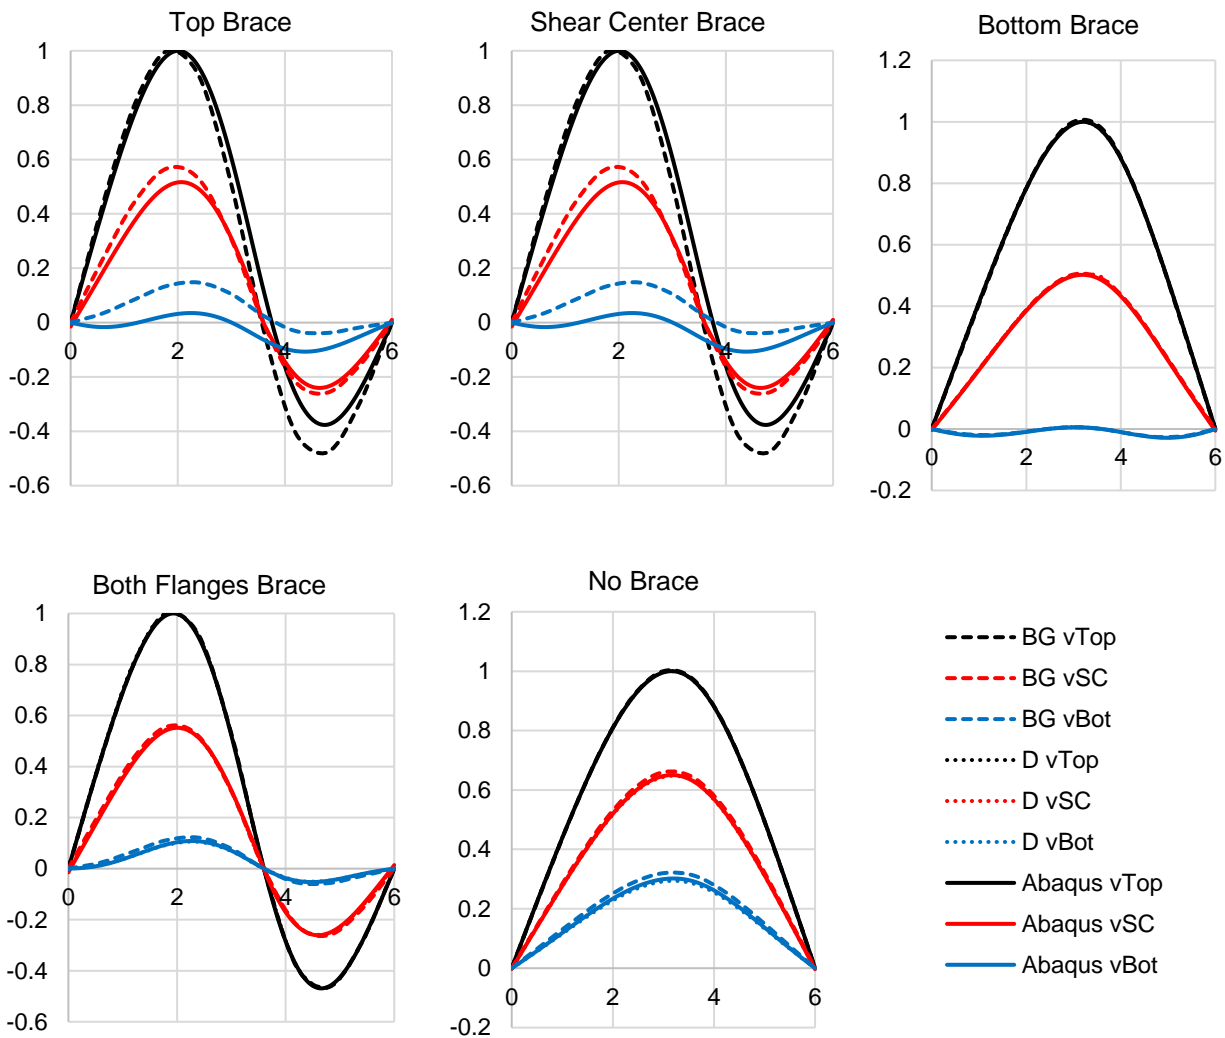 Top Brace
1
0.8
0.6
0.4
0.2
0
-0.2
-0.4
-0.6
0 2 4 6
Shear Center Brace
1
0.8
0.6
0.4
0.2
0
-0.2
-0.4
-0.6
0 2 4 6
Bottom Brace
1.2
1
0.8
0.6
0.4
0.2
0
-0.2
0 2 4 6
Both Flanges Brace
1
0.8
0.6
0.4
0.2
0
-0.2
-0.4
-0.6
0 2 4 6
No Brace
1.2
1
0.8
0.6
0.4
0.2
0
-0.2
0 2 4 6
BG vTop
BG vSC
BG vBot
D vTop
D vSC
D vBot
Abaqus vTop
Abaqus vSC
Abaqus vBot